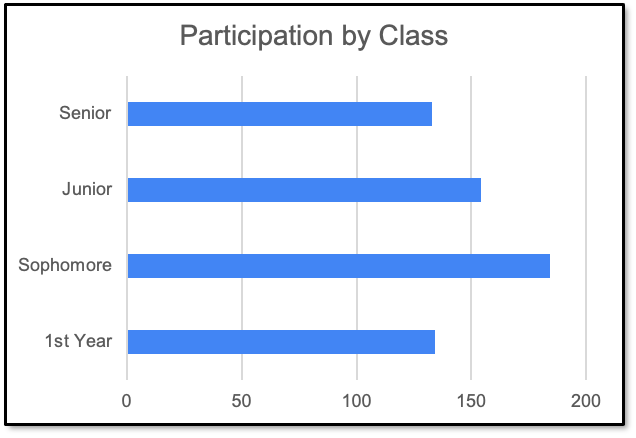 Participation by Class
Senior
Junior
Sophomore
1st Year
0 50 100 150 200